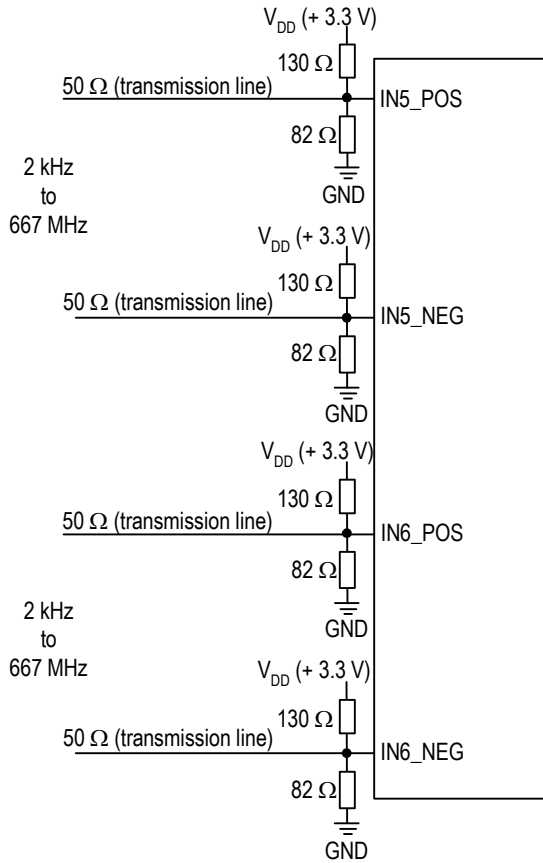 V_DD (+ 3.3 V)
130 Ω
50 Ω (transmission line)
IN5_POS
82 Ω
GND
2 kHz
to
667 MHz
V_DD (+ 3.3 V)
130 Ω
50 Ω (transmission line)
IN5_NEG
82 Ω
GND
V_DD (+ 3.3 V)
130 Ω
50 Ω (transmission line)
IN6_POS
82 Ω
GND
2 kHz
to
667 MHz
V_DD (+ 3.3 V)
130 Ω
50 Ω (transmission line)
IN6_NEG
82 Ω
GND